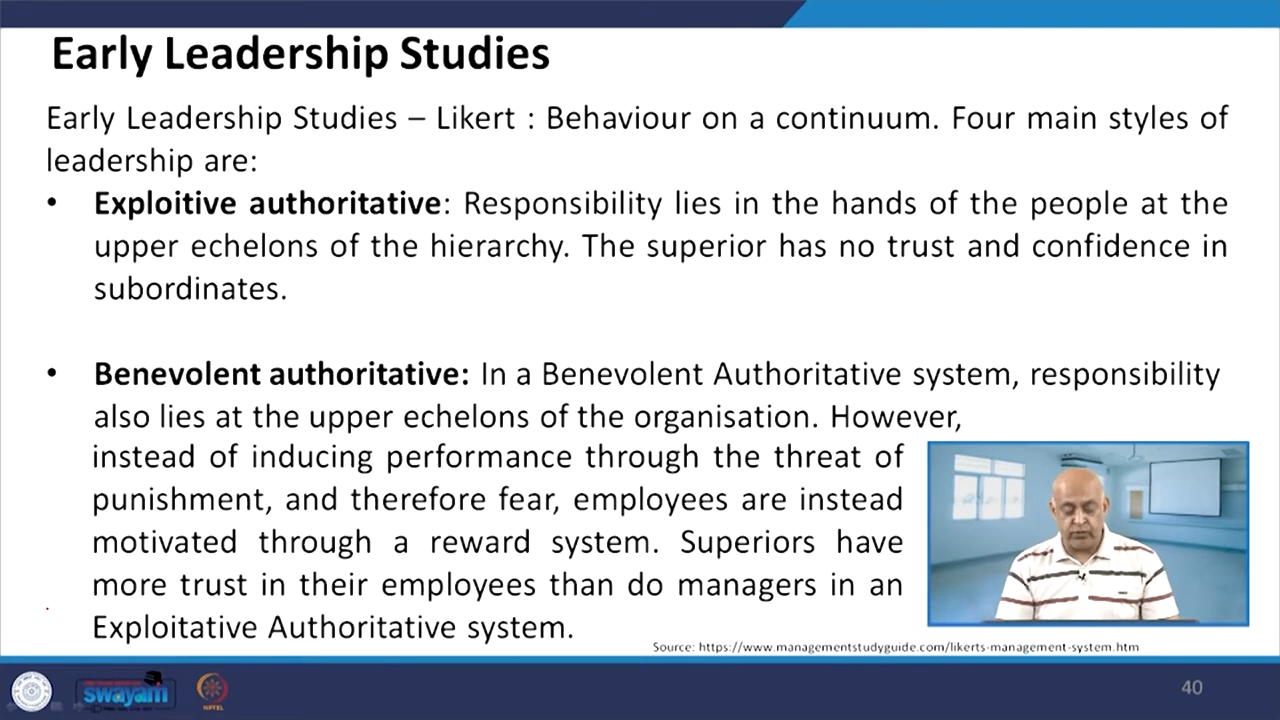 Early Leadership Studies
Early Leadership Studies – Likert : Behaviour on a continuum. Four main styles of
leadership are:
• Exploitive authoritative: Responsibility lies in the hands of the people at the
upper echelons of the hierarchy. The superior has no trust and confidence in
subordinates.
• Benevolent authoritative: In a Benevolent Authoritative system, responsibility
also lies at the upper echelons of the organisation. However,
instead of inducing performance through the threat of
punishment, and therefore fear, employees are instead
motivated through a reward system. Superiors have
more trust in their employees than do managers in an
Exploitative Authoritative system.
Source: https://www.managementstudyguide.com/likerts-management-system.htm
swayam
NPTEL
40